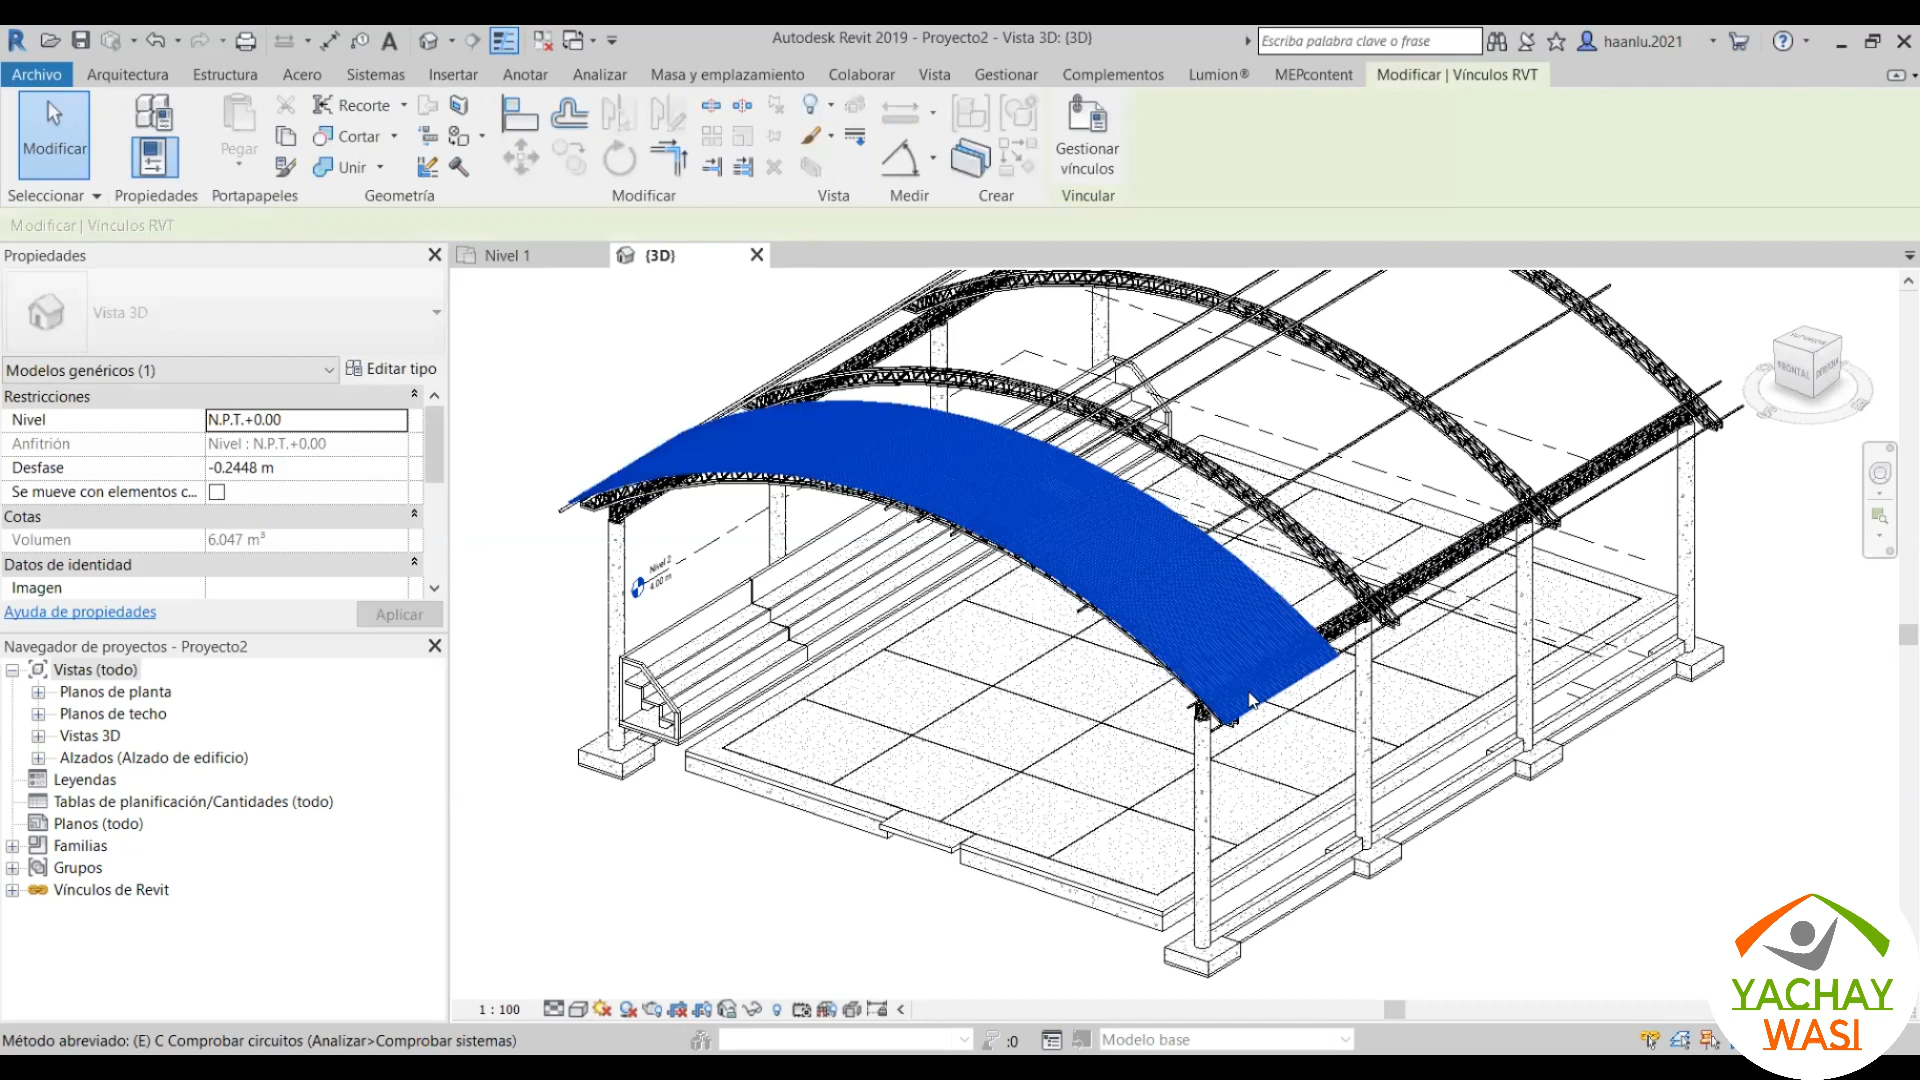 Autodesk Revit 2019 - Proyecto2 - Vista 3D: {3D}
Escriba palabra clave o frase
haanlu.2021
Archivo Arquitectura Estructura Acero Sistemas Insertar Anotar Analizar Masa y emplazamiento Colaborar Vista Gestionar Complementos Lumion® MEPcontent Modificar | Vínculos RVT
Modificar
Pegar
Recorte
Cortar
Unir
Gestionar
vínculos
Seleccionar Propiedades Portapapeles Geometría Modificar Vista Medir Crear Vincular
Modificar | Vínculos RVT
Propiedades
Nivel 1
{3D}
Vista 3D
Modelos genéricos (1)
Editar tipo
Restricciones
Nivel N.P.T.+0.00
Anfitrión Nivel : N.P.T.+0.00
Desfase -0.2448 m
Se mueve con elementos c...
Cotas
Volumen 6.047 m³
Datos de identidad
Imagen
Ayuda de propiedades
Aplicar
Navegador de proyectos - Proyecto2
Vistas (todo)
Planos de planta
Planos de techo
Vistas 3D
Alzados (Alzado de edificio)
Leyendas
Tablas de planificación/Cantidades (todo)
Planos (todo)
Familias
Grupos
Vínculos de Revit
Nivel 2
4.00 m
FRONTAL
1 : 100
Método abreviado: (E) C Comprobar circuitos (Analizar>Comprobar sistemas)
:0
Modelo base
YACHAY
WASI